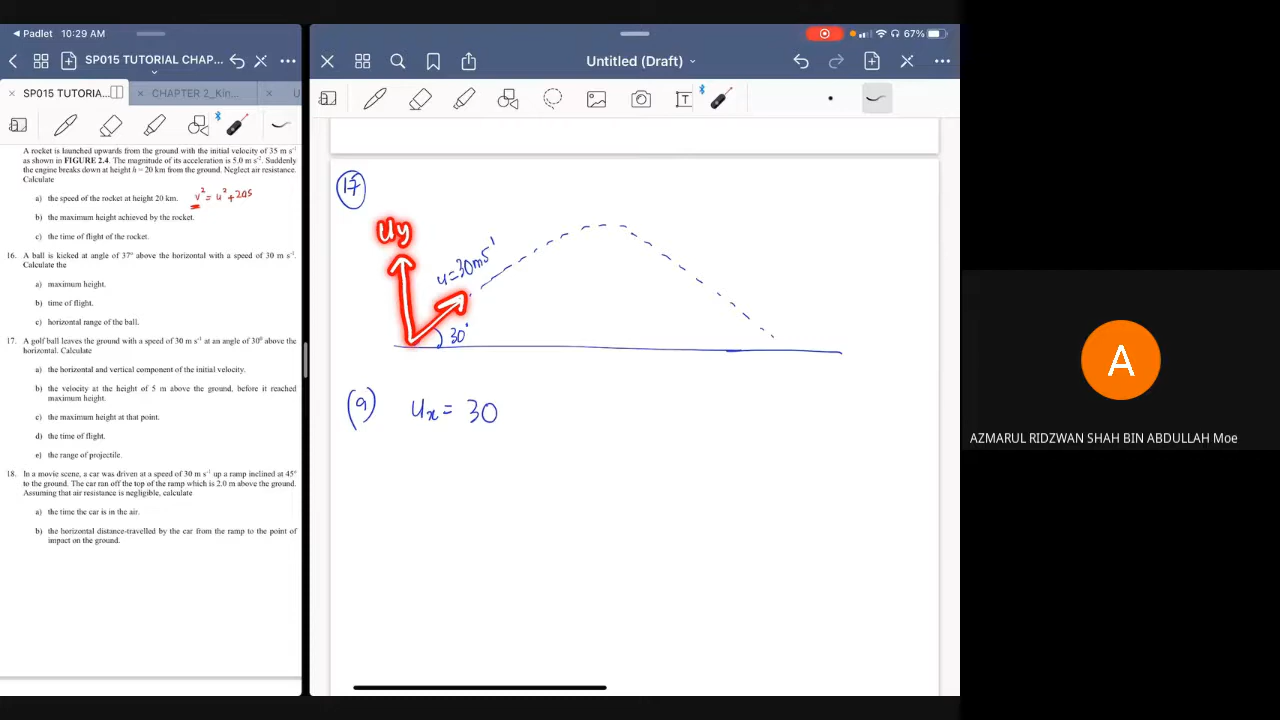 Padlet 10:29 AM
67%
SP015 TUTORIAL CHAP...
Untitled (Draft)
SP015 TUTORIA...
CHAPTER 2_Kin...
T
A rocket is launched upwards from the ground with the initial velocity of 35 m s⁻¹
as shown in FIGURE 2.4. The magnitude of its acceleration is 5.0 m s⁻². Suddenly
the engine breaks down at height h = 20 km from the ground. Neglect air resistance.
Calculate
a) the speed of the rocket at height 20 km. v² = u² + 2as
b) the maximum height achieved by the rocket.
c) the time of flight of the rocket.
16. A ball is kicked at angle of 37° above the horizontal with a speed of 30 m s⁻¹.
Calculate the
a) maximum height.
b) time of flight.
c) horizontal range of the ball.
17. A golf ball leaves the ground with a speed of 30 m s⁻¹ at an angle of 30⁰ above the
horizontal. Calculate
a) the horizontal and vertical component of the initial velocity.
b) the velocity at the height of 5 m above the ground, before it reached
maximum height.
c) the maximum height at that point.
d) the time of flight.
e) the range of projectile.
18. In a movie scene, a car was driven at a speed of 30 m s⁻¹ up a ramp inclined at 45°
to the ground. The car ran off the top of the ramp which is 2.0 m above the ground.
Assuming that air resistance is negligible, calculate
a) the time the car is in the air.
b) the horizontal distance-travelled by the car from the ramp to the point of
impact on the ground.
17
Uy
u=30ms⁻¹
30°
(a) Ux = 30
A
AZMARUL RIDZWAN SHAH BIN ABDULLAH Moe